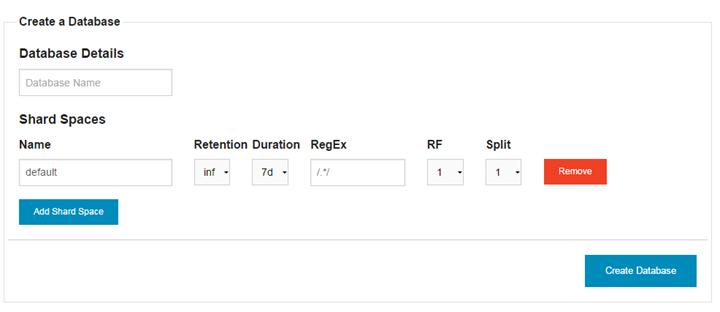 Create a Database
Database Details
Database Name
Shard Spaces
Name Retention Duration RegEx RF Split
default inf 7d /.*/ 1 1 Remove
Add Shard Space
Create Database